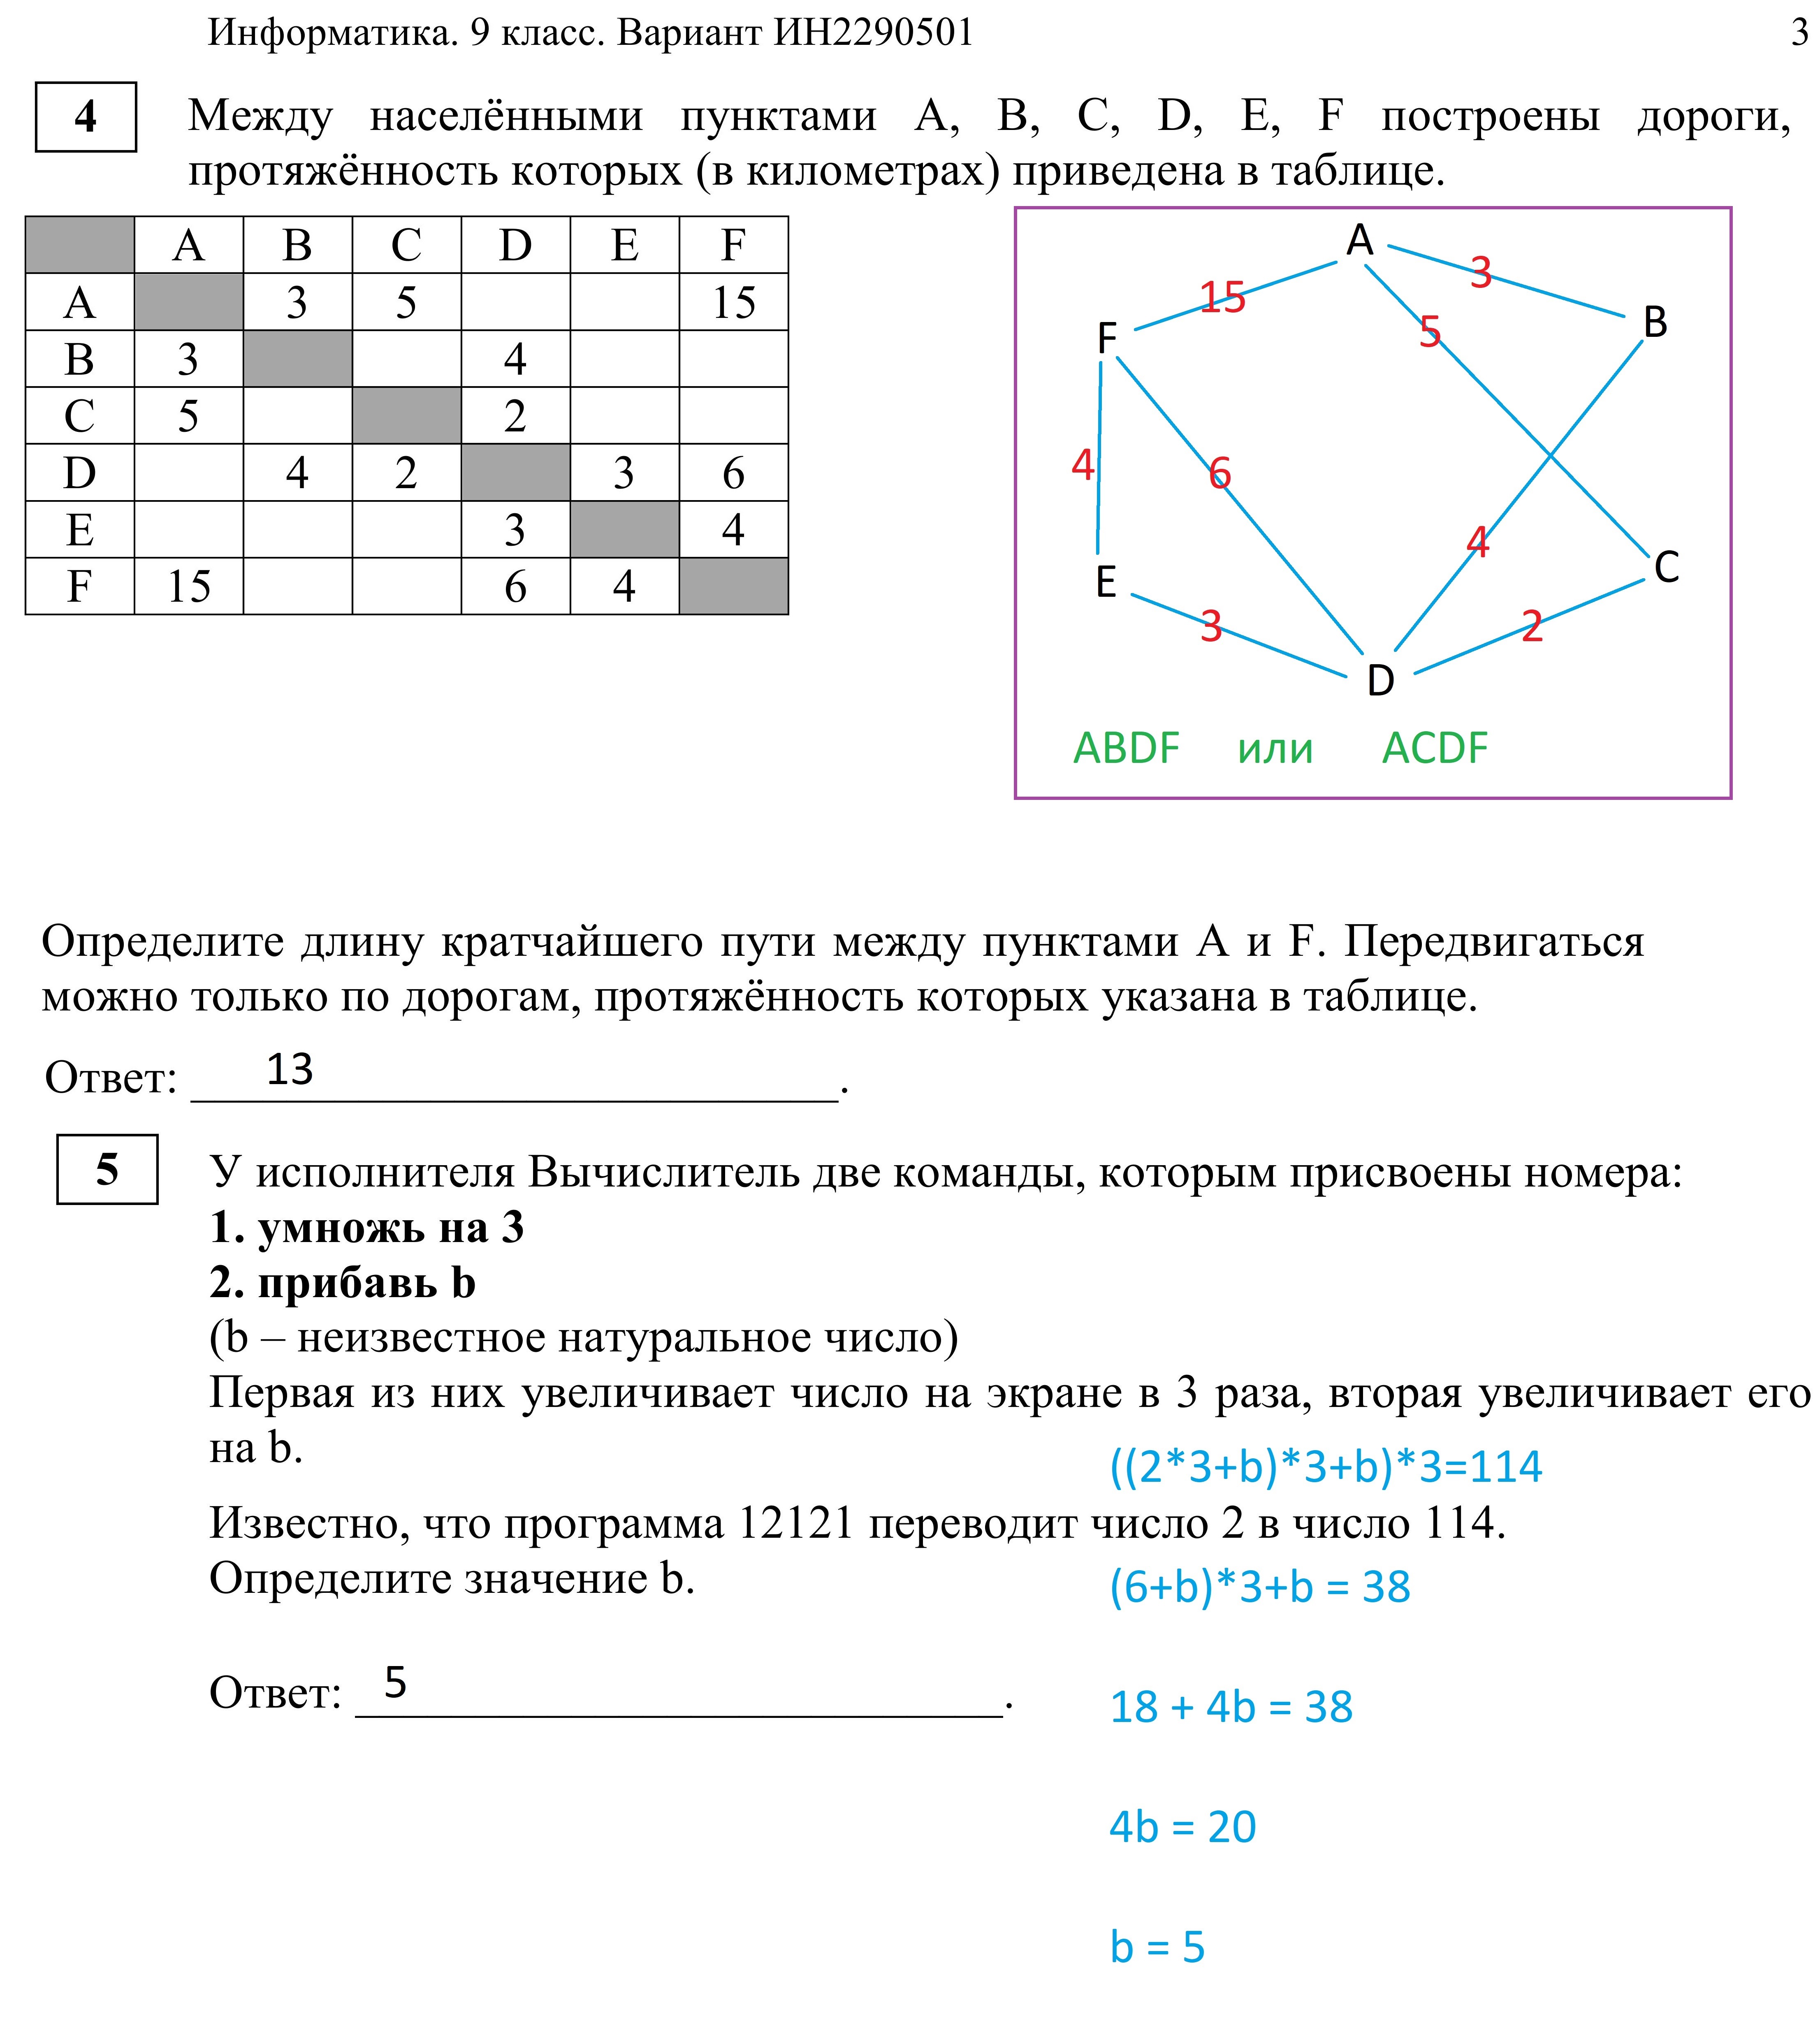 Информатика. 9 класс. Вариант ИН2290501 3
4 Между населёнными пунктами A, B, C, D, E, F построены дороги,
протяжённость которых (в километрах) приведена в таблице.
A B C D E F
A 3 5 15
B 3 4
C 5 2
D 4 2 3 6
E 3 4
F 15 6 4
A
3
15
5
B
F
4
6
4
C
E
3
2
D
ABDF или ACDF
Определите длину кратчайшего пути между пунктами A и F. Передвигаться
можно только по дорогам, протяжённость которых указана в таблице.
Ответ: 13.
5 У исполнителя Вычислитель две команды, которым присвоены номера:
1. умножь на 3
2. прибавь b
(b – неизвестное натуральное число)
Первая из них увеличивает число на экране в 3 раза, вторая увеличивает его
на b.
((2*3+b)*3+b)*3=114
Известно, что программа 12121 переводит число 2 в число 114.
Определите значение b.
(6+b)*3+b = 38
Ответ: 5.
18 + 4b = 38
4b = 20
b = 5